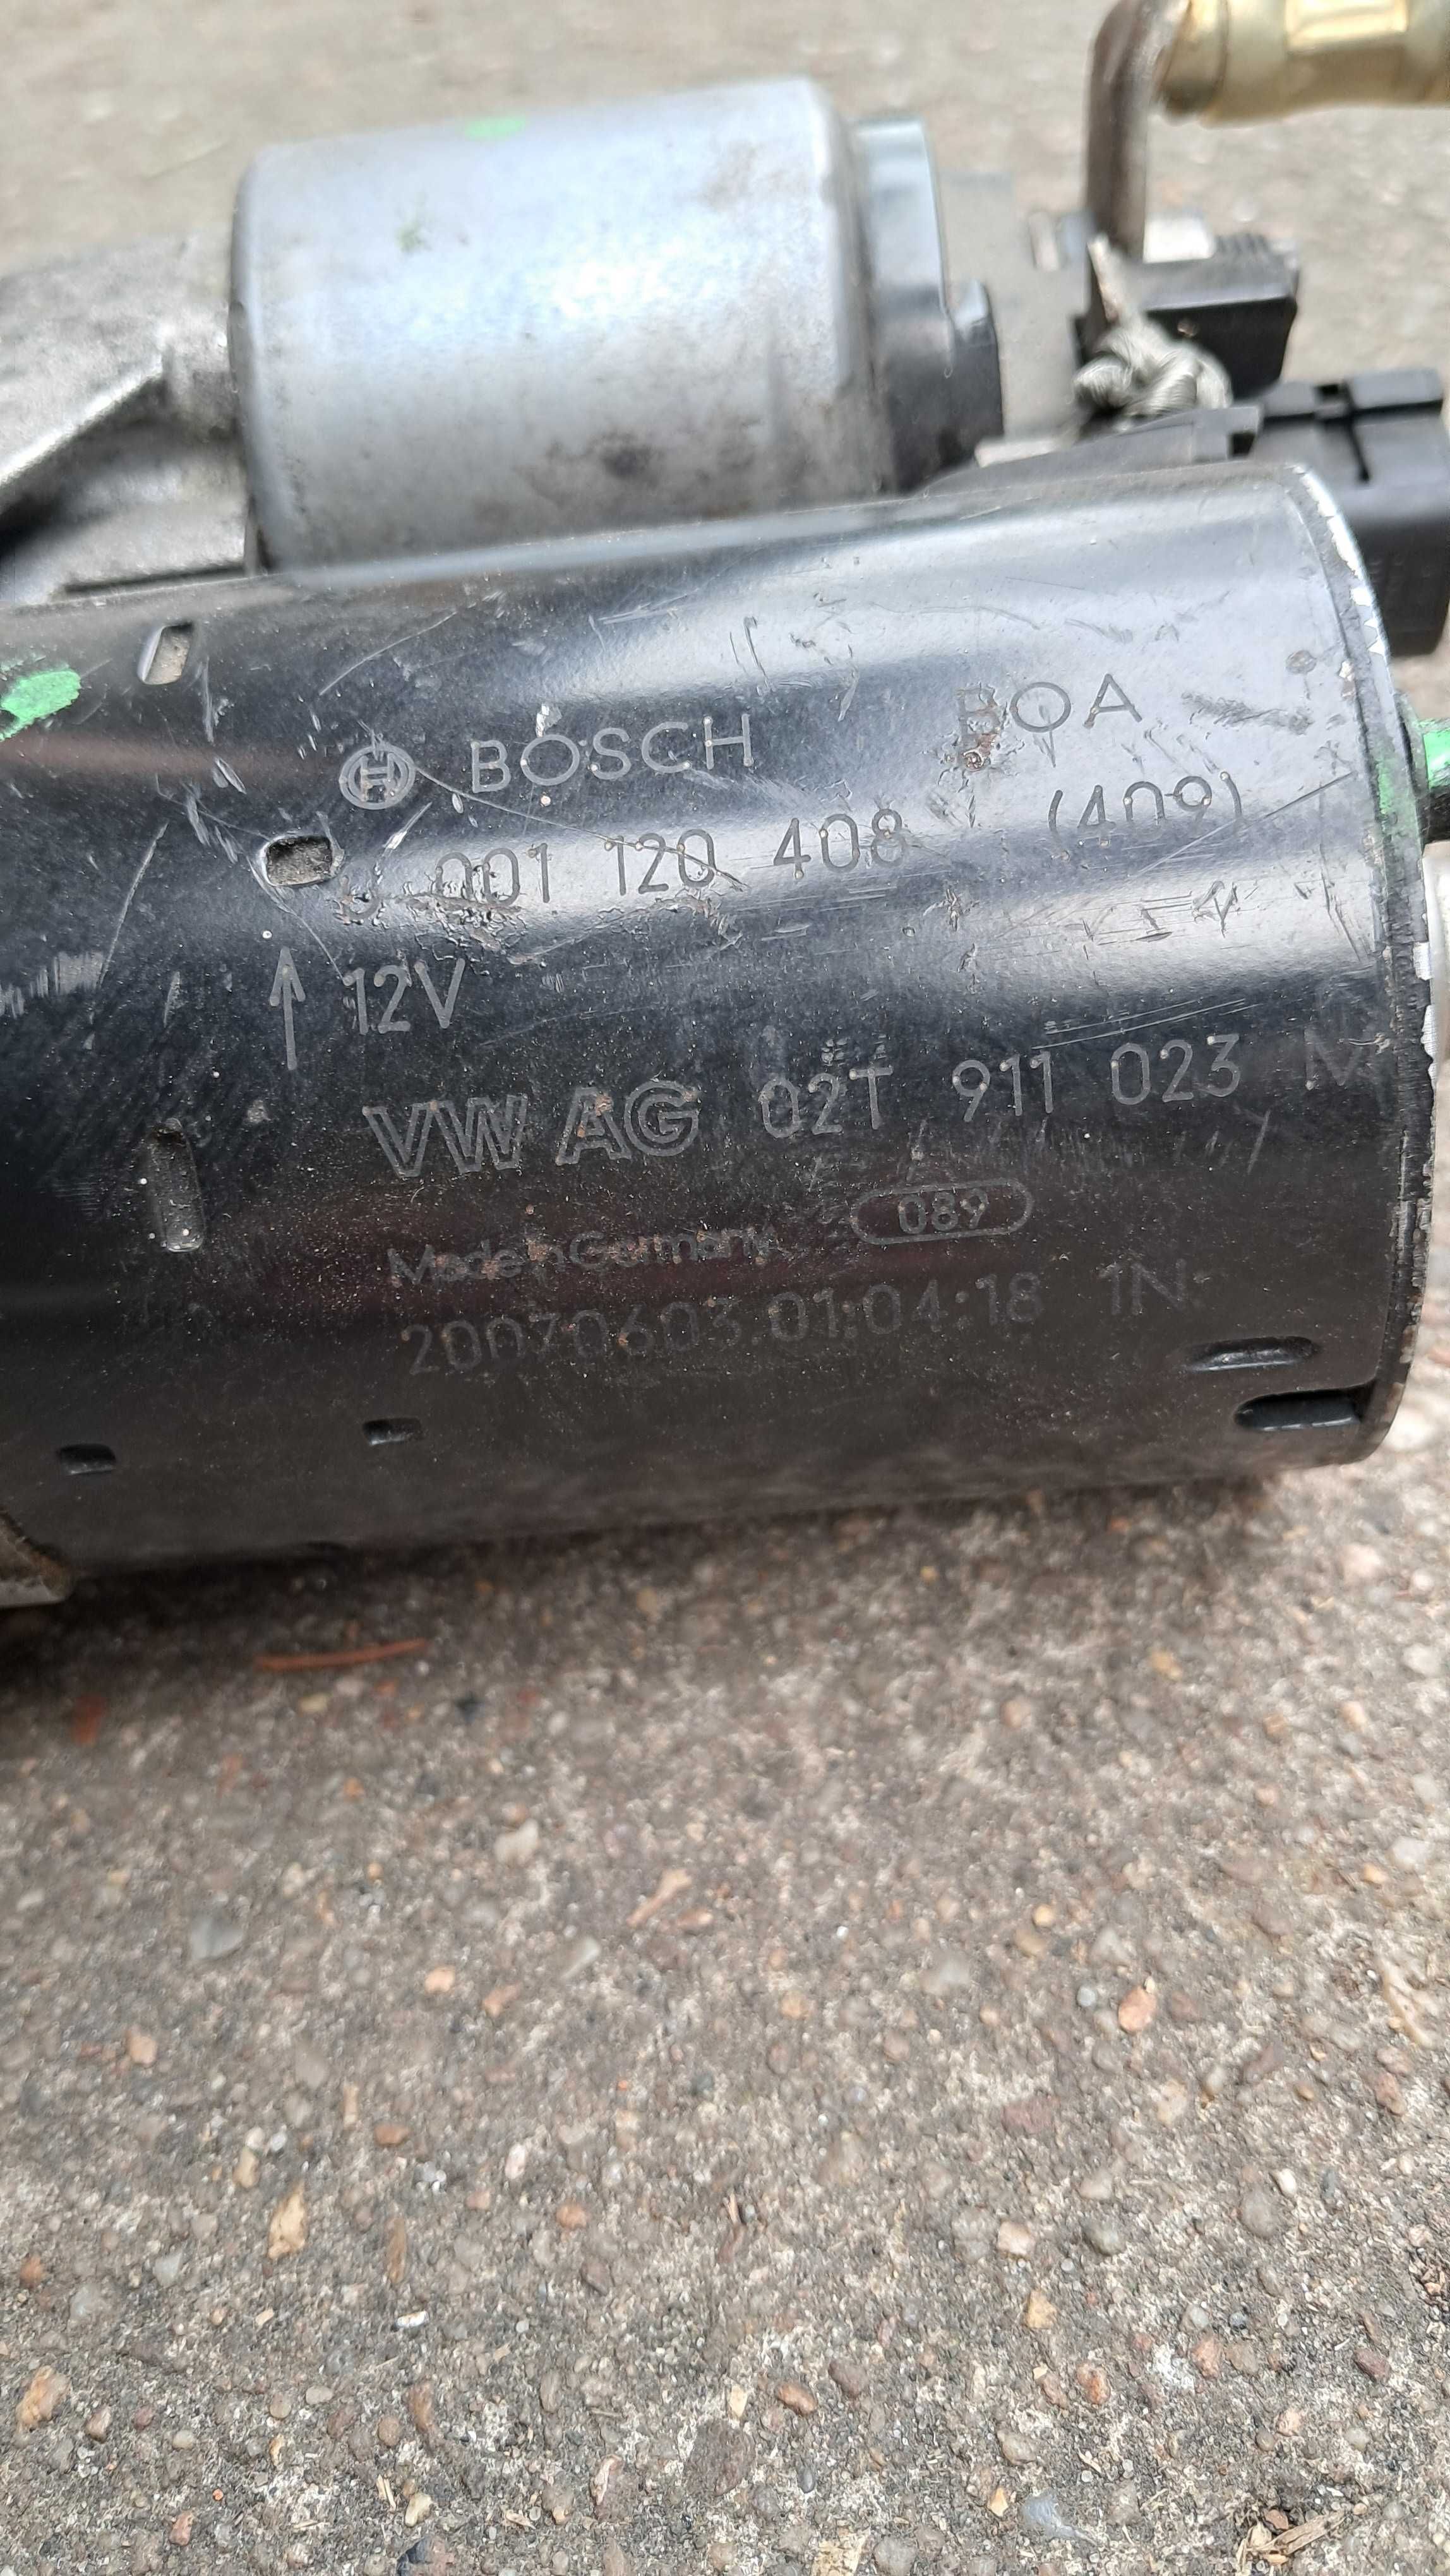 BOSCH BOA
0 001 120 408 (409)
12V
VW AG 02T 911 023 M
Made in Germany 089
20070603.01:04:18 1N